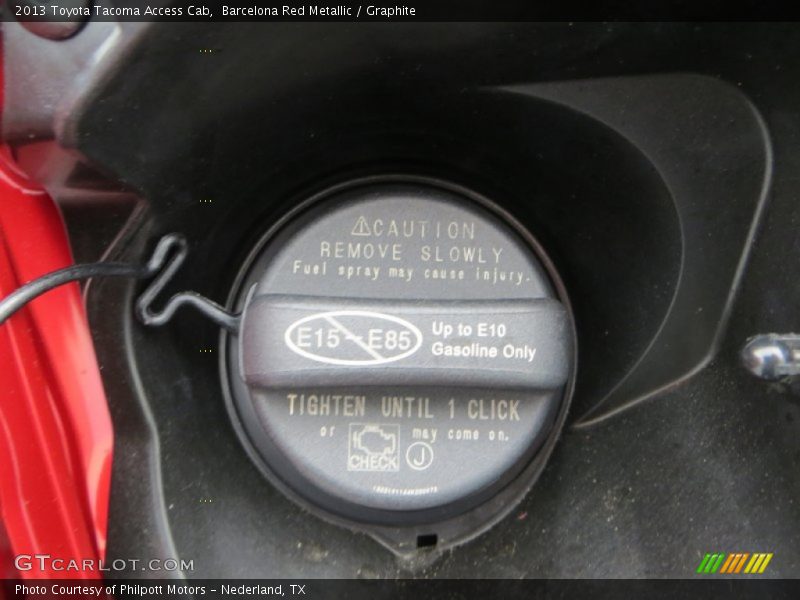 2013 Toyota Tacoma Access Cab, Barcelona Red Metallic / Graphite
⚠CAUTION
REMOVE SLOWLY
Fuel spray may cause injury.
E15~E85
Up to E10
Gasoline Only
TIGHTEN UNTIL 1 CLICK
or CHECK J may come on.
GTCARLOT.COM
Photo Courtesy of Philpott Motors - Nederland, TX